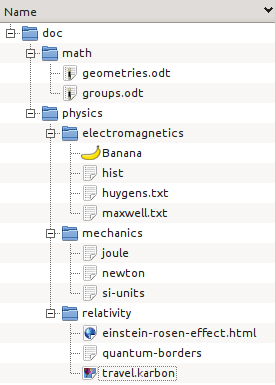 Name
doc
math
geometries.odt
groups.odt
physics
electromagnetics
Banana
hist
huygens.txt
maxwell.txt
mechanics
joule
newton
si-units
relativity
einstein-rosen-effect.html
quantum-borders
travel.karbon